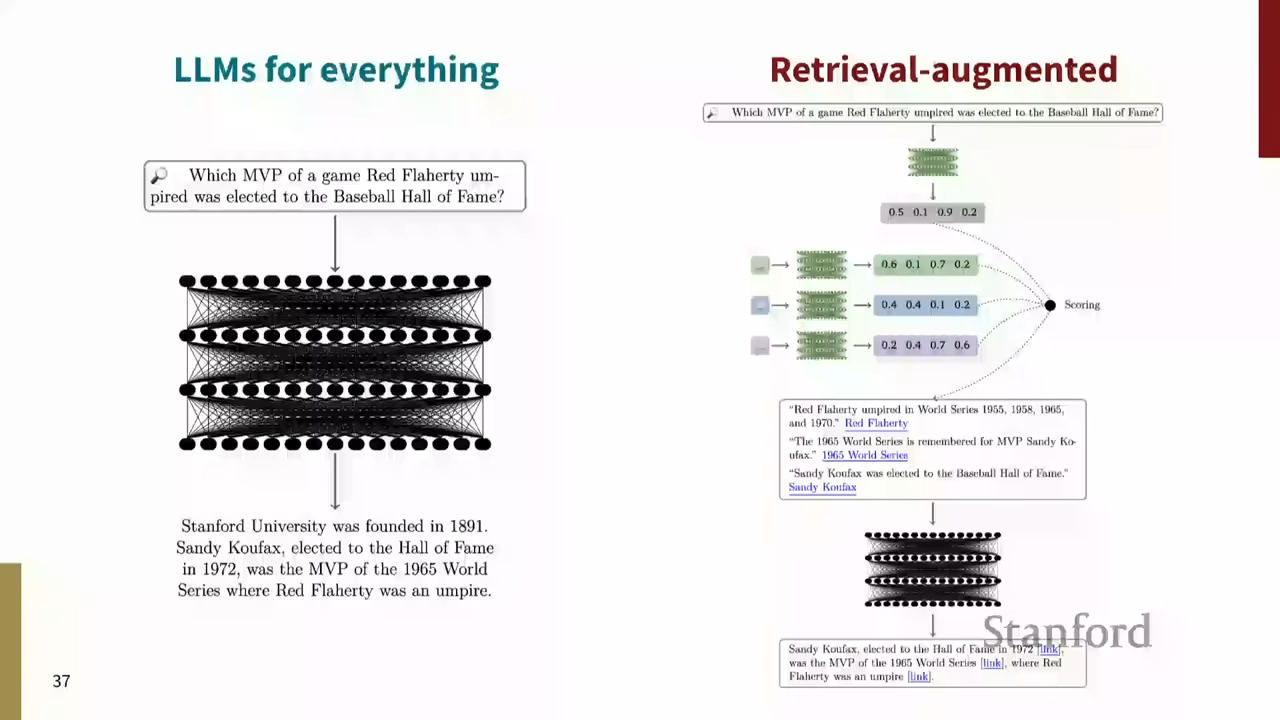 LLMs for everything
Which MVP of a game Red Flaherty um-
pired was elected to the Baseball Hall of Fame?
Stanford University was founded in 1891.
Sandy Koufax, elected to the Hall of Fame
in 1972, was the MVP of the 1965 World
Series where Red Flaherty was an umpire.
37
Retrieval-augmented
Which MVP of a game Red Flaherty umpired was elected to the Baseball Hall of Fame?
0.5 0.1 0.9 0.2
0.6 0.1 0.7 0.2
0.4 0.4 0.1 0.2
Scoring
0.2 0.4 0.7 0.6
“Red Flaherty umpired in World Series 1955, 1958, 1965,
and 1970.” Red Flaherty
“The 1965 World Series is remembered for MVP Sandy Ko-
ufax.” 1965 World Series
“Sandy Koufax was elected to the Baseball Hall of Fame.”
Sandy Koufax
Stanford
Sandy Koufax, elected to the Hall of Fame in 1972 [link],
was the MVP of the 1965 World Series [link], where Red
Flaherty was an umpire [link].